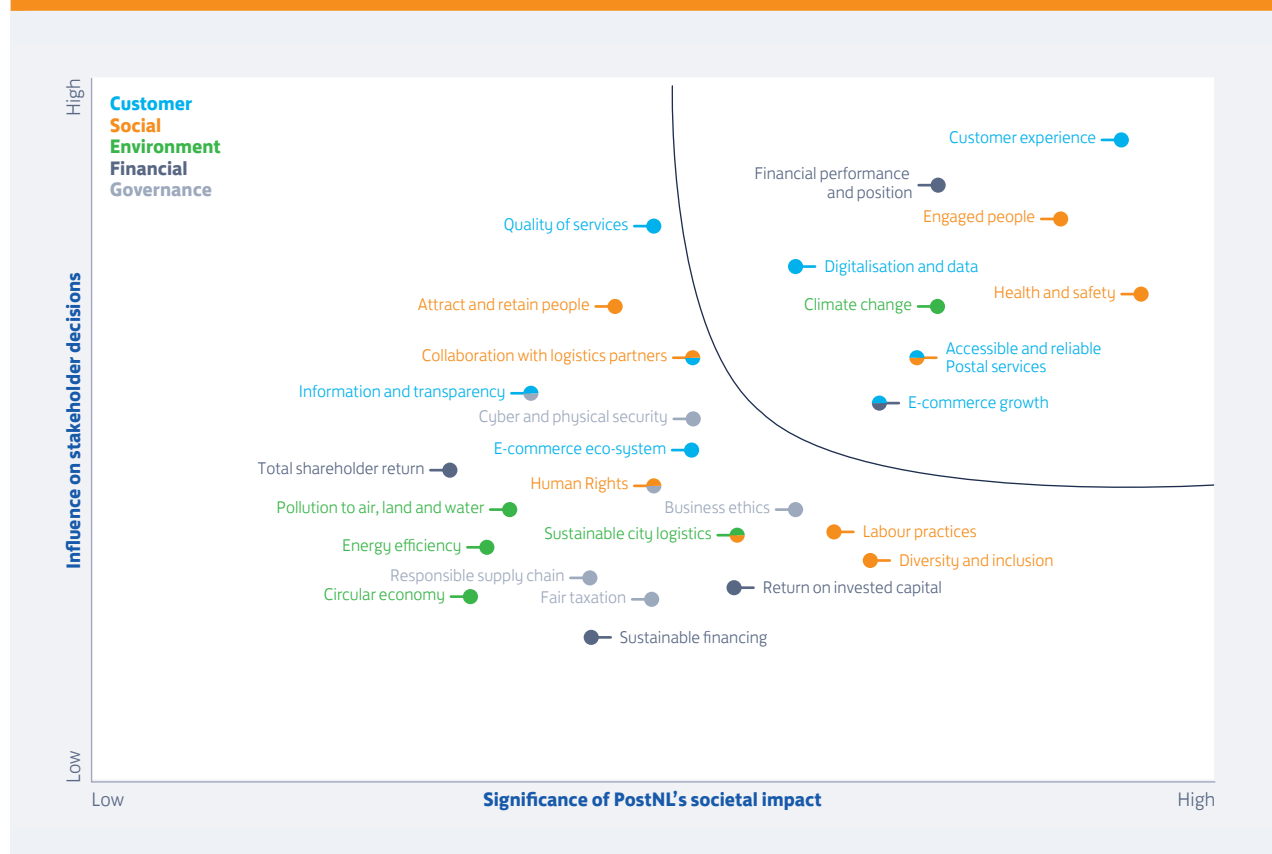 High
Customer
Social
Environment
Financial
Governance
Customer experience
Financial performance
and position
Engaged people
Quality of services
Digitalisation and data
Health and safety
Attract and retain people
Climate change
Collaboration with logistics partners
Accessible and reliable
Postal services
Information and transparency
E-commerce growth
Cyber and physical security
E-commerce eco-system
Total shareholder return
Human Rights
Pollution to air, land and water
Business ethics
Sustainable city logistics
Labour practices
Energy efficiency
Diversity and inclusion
Responsible supply chain
Return on invested capital
Circular economy
Fair taxation
Sustainable financing
Influence on stakeholder decisions
Low
Low
Significance of PostNL's societal impact
High